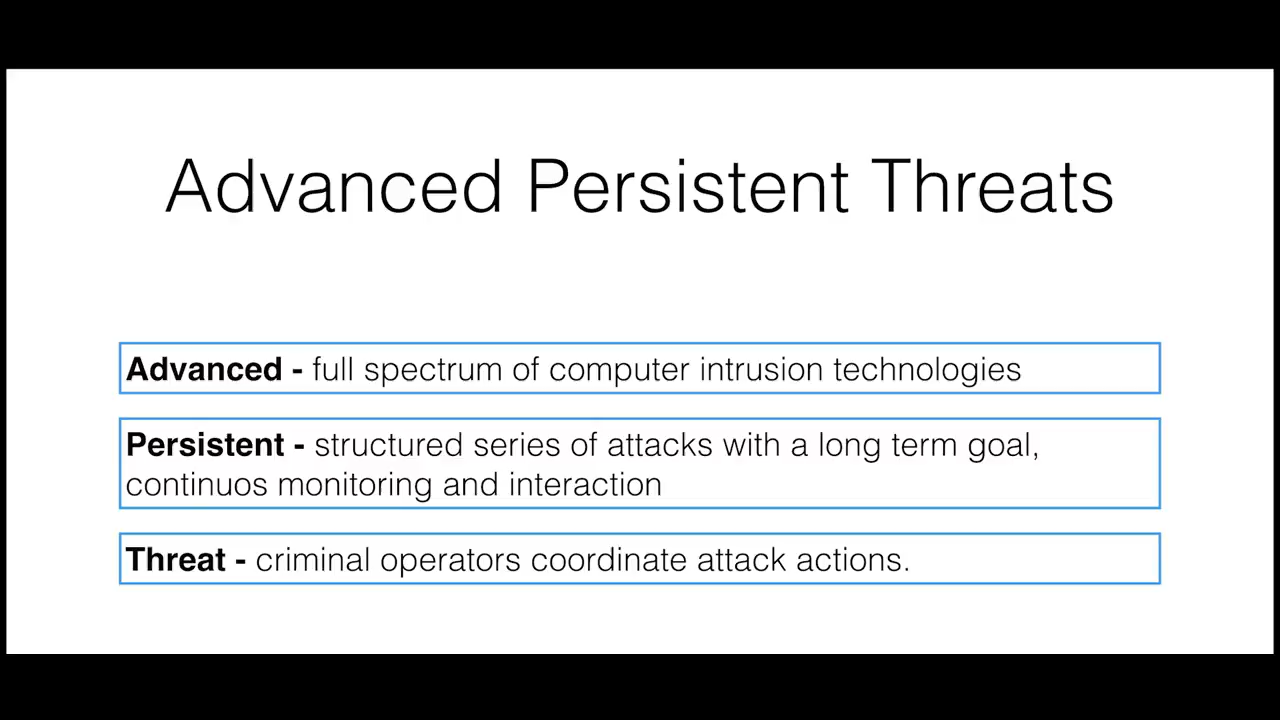 Advanced Persistent Threats
Advanced - full spectrum of computer intrusion technologies
Persistent - structured series of attacks with a long term goal,
continuos monitoring and interaction
Threat - criminal operators coordinate attack actions.